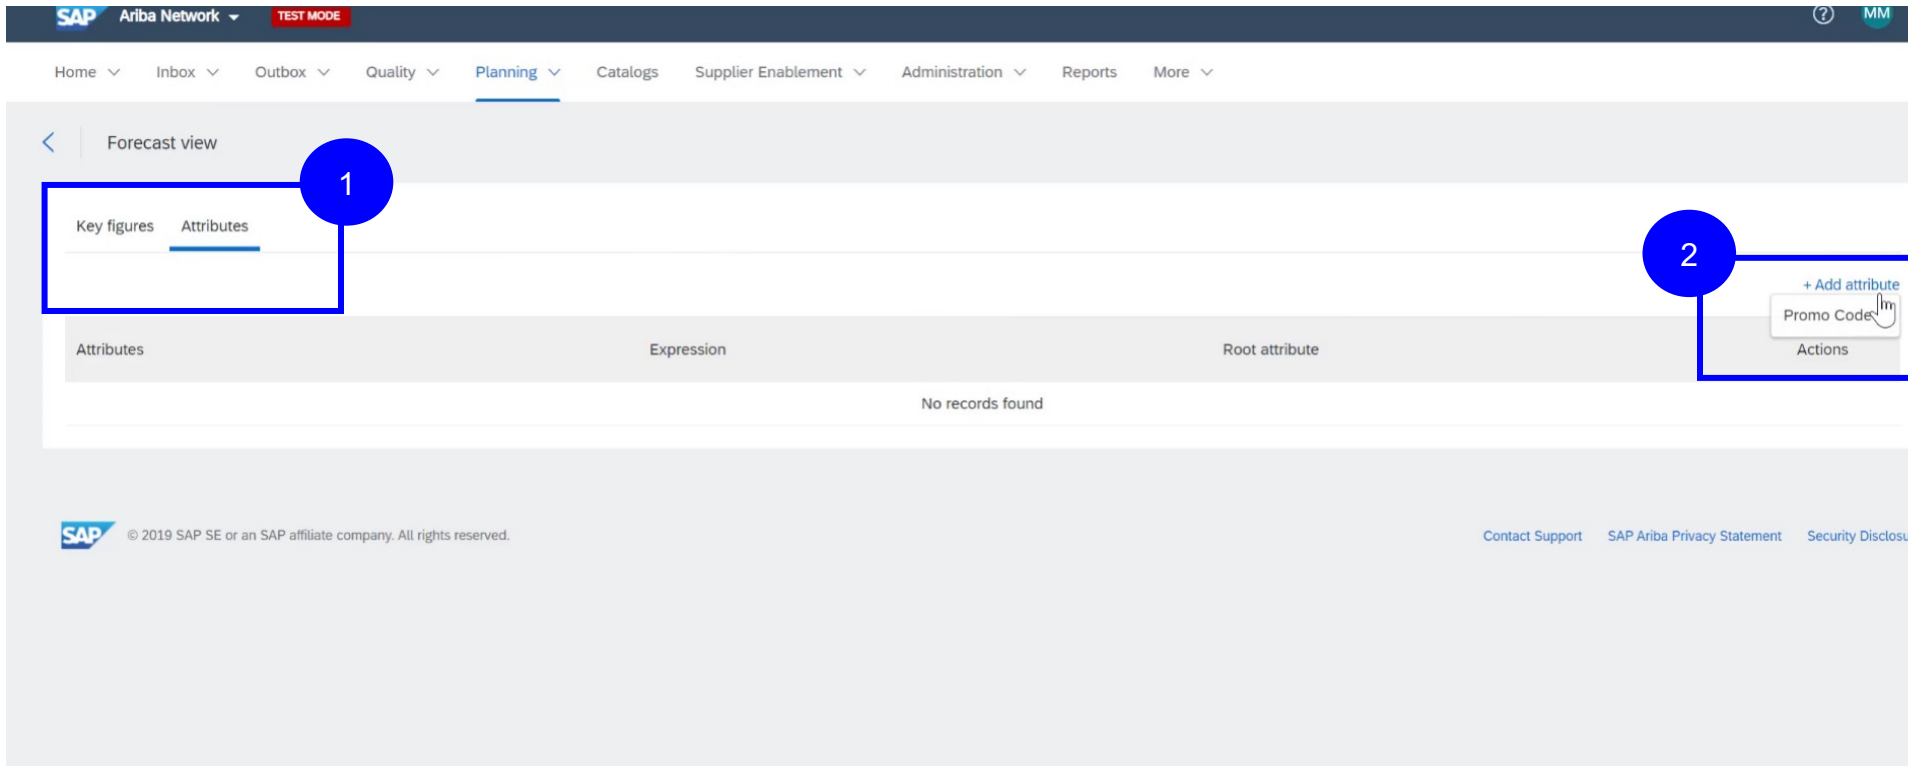 SAP Ariba Network TEST MODE ? MM
Home Inbox Outbox Quality Planning Catalogs Supplier Enablement Administration Reports More
Forecast view
1
Key figures Attributes
2
+ Add attribute
Promo Code
Attributes Expression Root attribute Actions
No records found
SAP © 2019 SAP SE or an SAP affiliate company. All rights reserved. Contact Support SAP Ariba Privacy Statement Security Disclosu